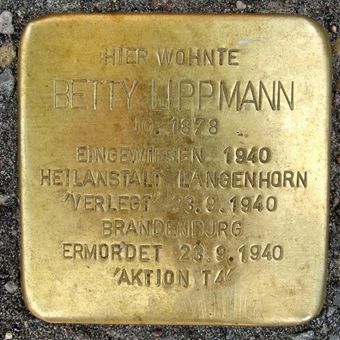 HIER WOHNTE
BETTY LIPPMANN
JG. 1878
EINGEWIESEN 1940
HEILANSTALT LANGENHORN
"VERLEGT" 23.9.1940
BRANDENBURG
ERMORDET 23.9.1940
"AKTION T4"